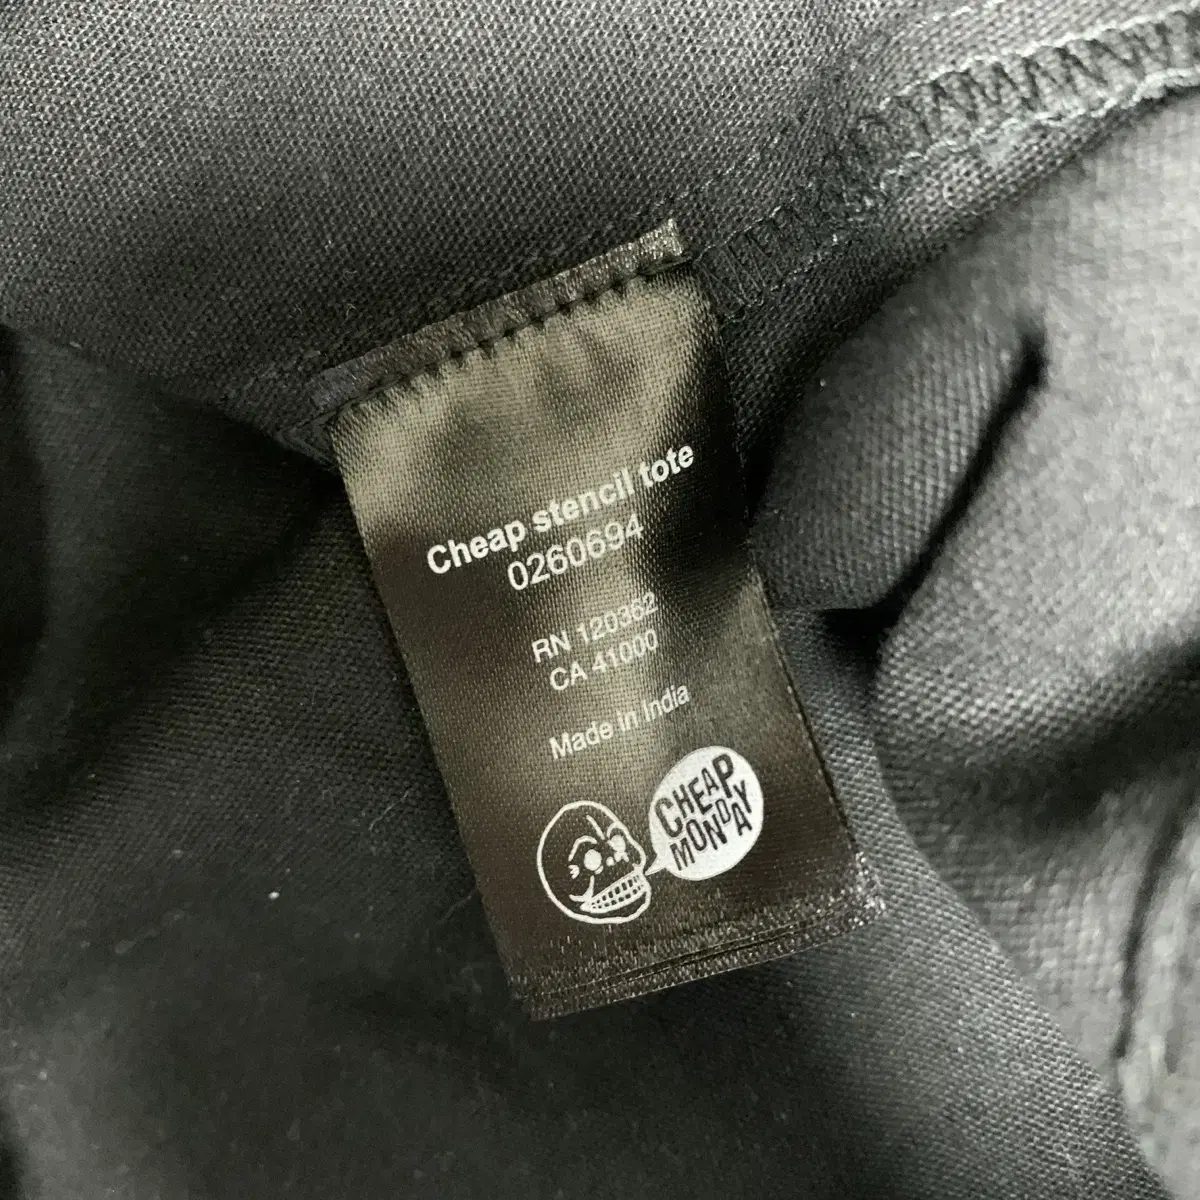 Cheap stencil tote
0260694
RN 120362
CA 41000
Made in India
CHEAP
MONDAY